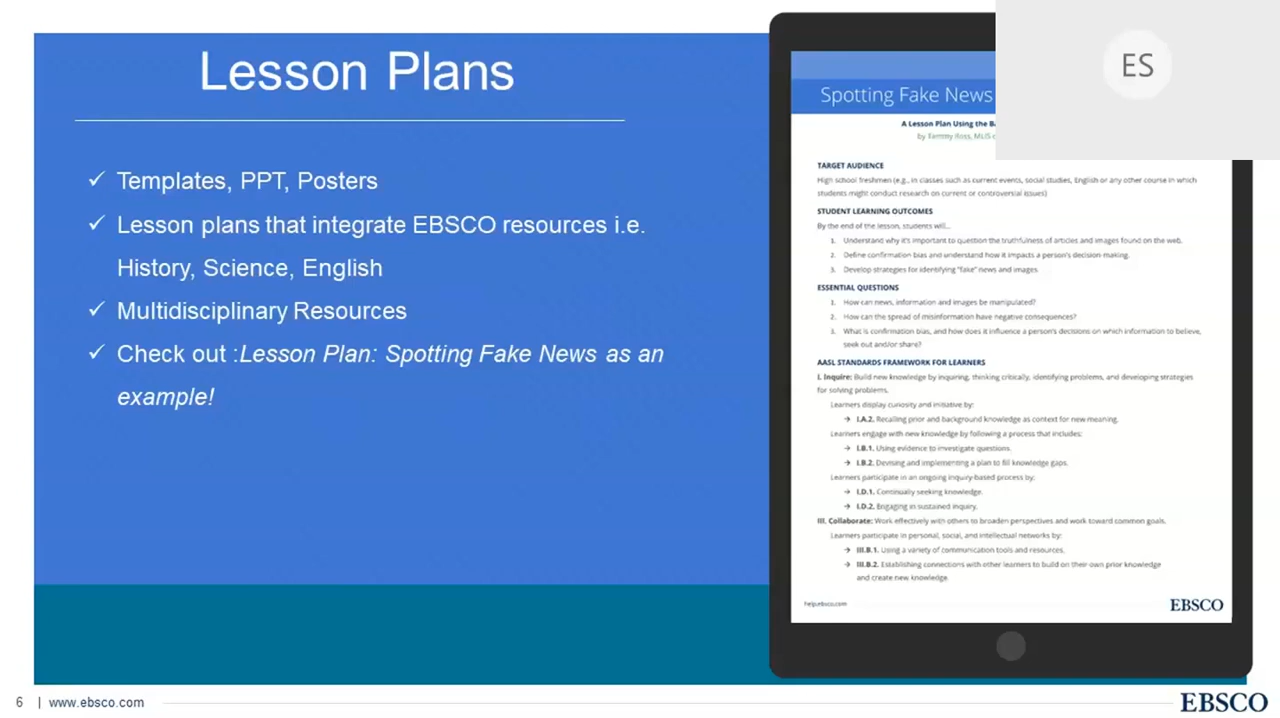 Lesson Plans
✓ Templates, PPT, Posters
✓ Lesson plans that integrate EBSCO resources i.e.
History, Science, English
✓ Multidisciplinary Resources
✓ Check out :Lesson Plan: Spotting Fake News as an
example!
ES
Spotting Fake News
A Lesson Plan Using the
by Tammy Ross, MLIS
TARGET AUDIENCE
High school freshmen (e.g., in classes such as current events, social studies, English or any other course in which
students might conduct research on current or controversial issues)
STUDENT LEARNING OUTCOMES
By the end of the lesson, students will...
1. Understand why it's important to question the truthfulness of articles and images found on the web.
2. Define confirmation bias and understand how it impacts a person's decision making.
3. Develop strategies for identifying "fake" news and images.
ESSENTIAL QUESTIONS
1. How can news, information and images be manipulated?
2. How can the spread of misinformation have negative consequences?
3. What is confirmation bias, and how does it influence a person's decisions on which information to believe,
seek out and/or share?
AASL STANDARDS FRAMEWORK FOR LEARNERS
I. Inquire: Build new knowledge by inquiring, thinking critically, identifying problems, and developing strategies
for solving problems.
Learners display curiosity and initiative by:
→ I.A.2. Recalling prior and background knowledge as context for new meaning.
Learners engage with new knowledge by following a process that includes:
→ I.B.1. Using evidence to investigate questions.
→ I.B.2. Devising and implementing a plan to fill knowledge gaps.
Learners participate in an ongoing inquiry-based process by:
→ I.D.1. Continually seeking knowledge.
→ I.D.2. Engaging in sustained inquiry.
III. Collaborate: Work effectively with others to broaden perspectives and work toward common goals.
Learners participate in personal, social, and intellectual networks by:
→ III.B.1. Using a variety of communication tools and resources.
→ III.B.2. Establishing connections with other learners to build on their own prior knowledge
and create new knowledge.
help.ebsco.com
EBSCO
6 | www.ebsco.com
EBSCO